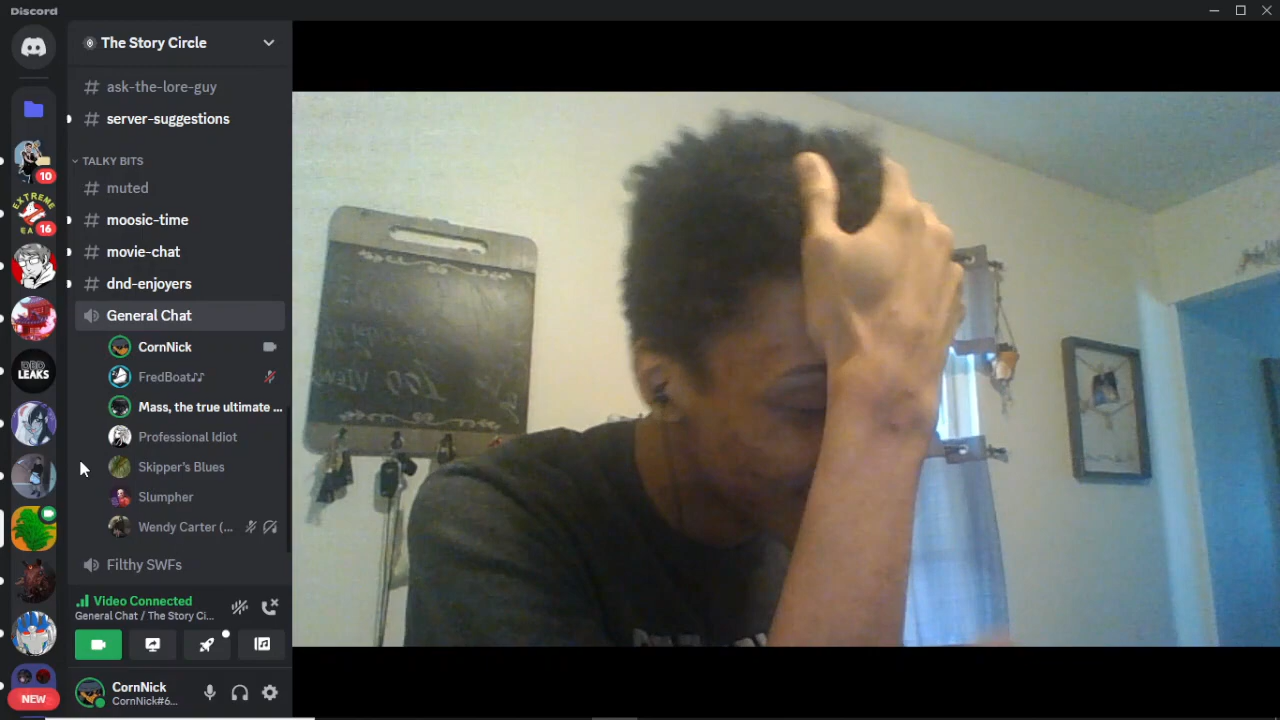 Discord
The Story Circle
ask-the-lore-guy
server-suggestions
TALKY BITS
muted
moosic-time
movie-chat
dnd-enjoyers
General Chat
CornNick
FredBoat♪♪
Mass, the true ultimate ...
Professional Idiot
Skipper's Blues
Slumpher
Wendy Carter (...
Filthy SWFs
Video Connected
General Chat / The Story Ci...
CornNick
CornNick#6...
10
EXTREME
16
DBD
LEAKS
NEW